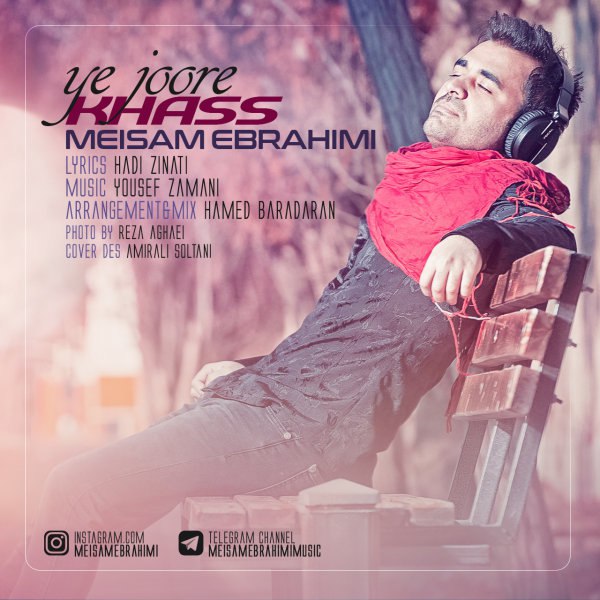 ye joore
KHASS
MEISAM EBRAHIMI
LYRICS HADI ZINATI
MUSIC YOUSEF ZAMANI
ARRANGEMENT&MIX HAMED BARADARAN
PHOTO BY REZA AGHAEI
COVER DES AMIRALI SOLTANI
INSTAGRAM.COM
MEISAMEBRAHIMI
TELEGRAM CHANNEL
MEISAMEBRAHIMIMUSIC